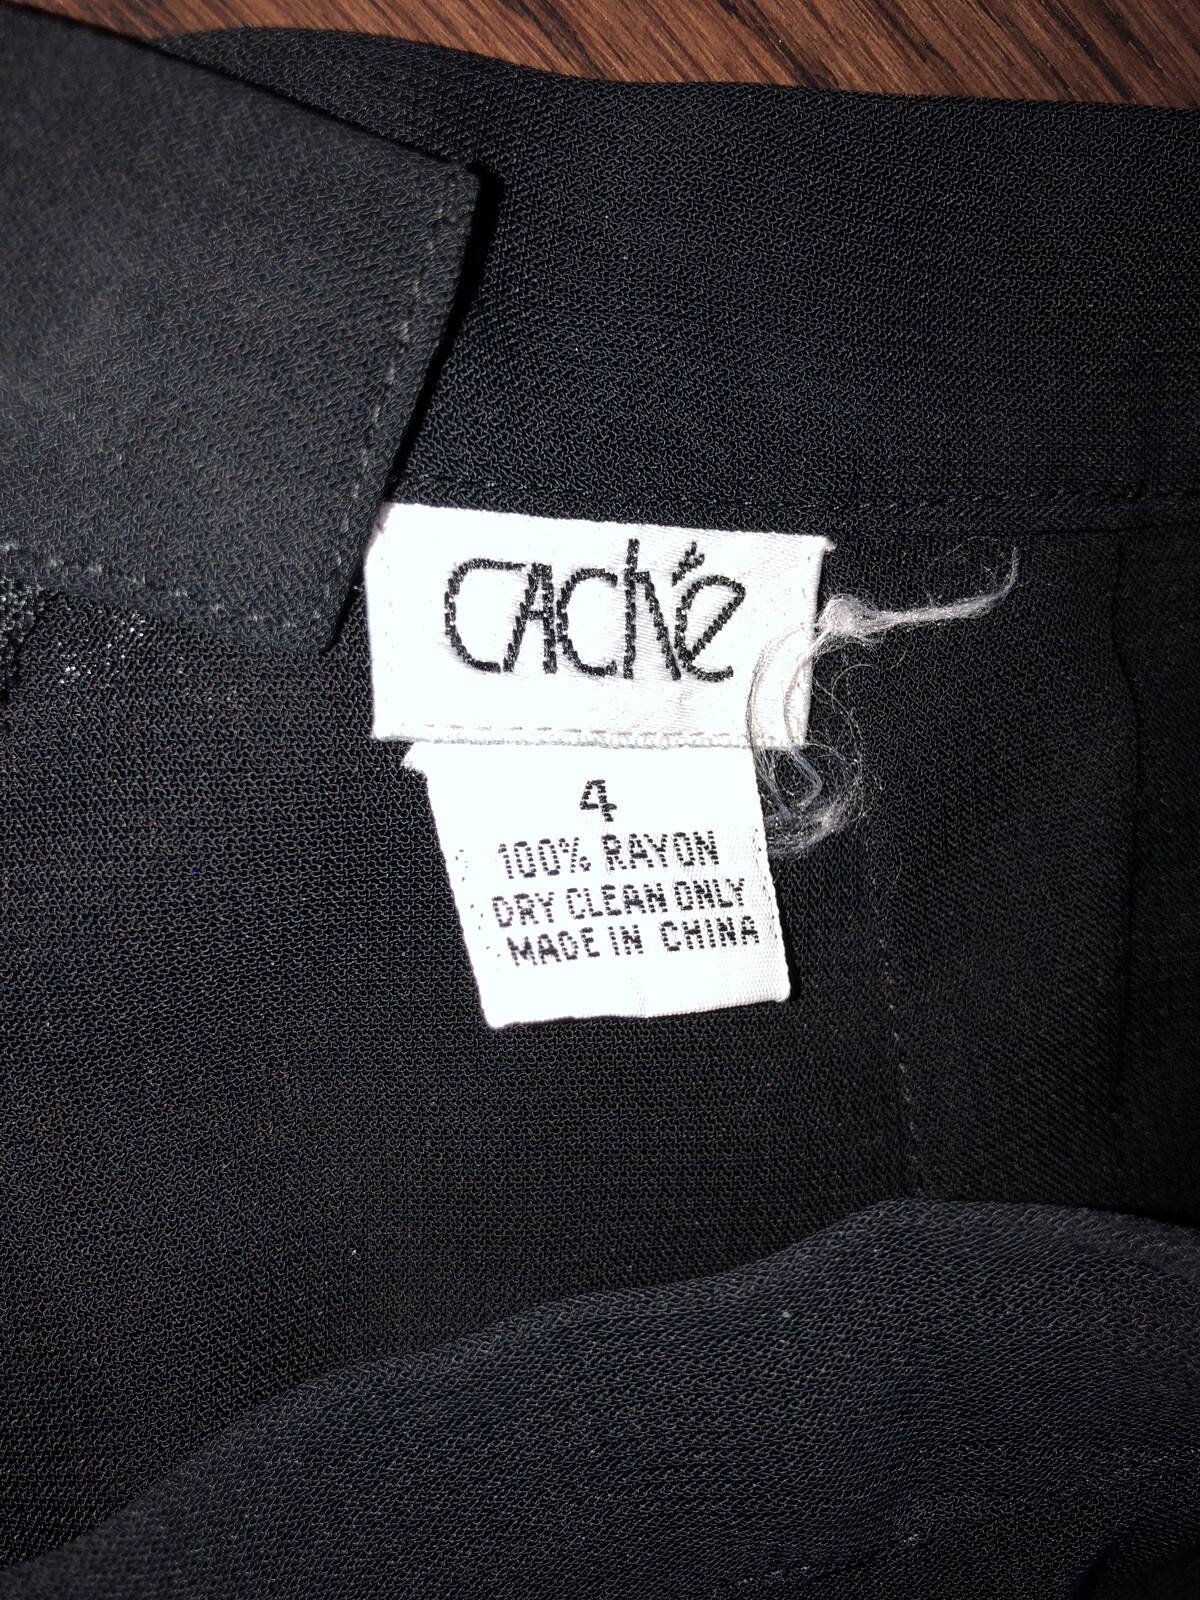 CACHÉ
4
100% RAYON
DRY CLEAN ONLY
MADE IN CHINA